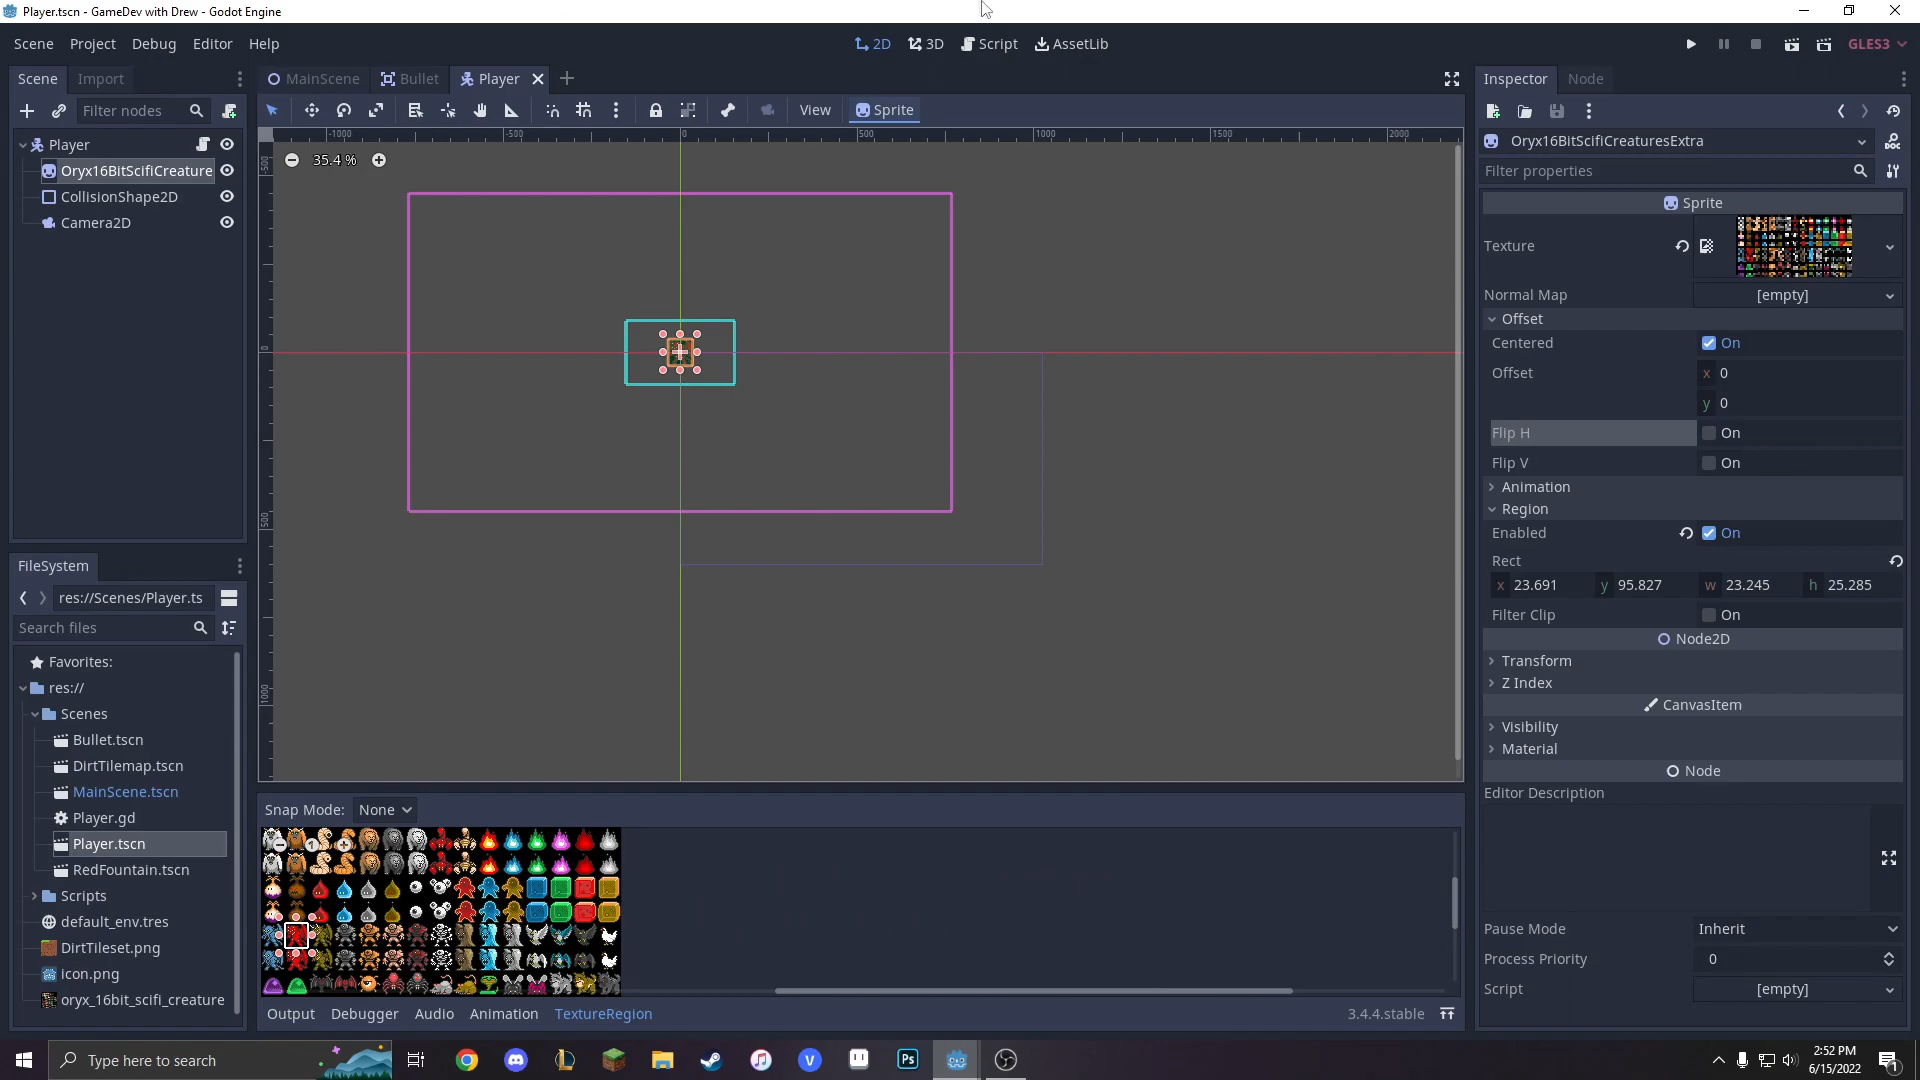 Player.tscn - GameDev with Drew - Godot Engine
Scene Project Debug Editor Help
2D 3D Script AssetLib
GLES3
Scene Import
Filter nodes
Player
Oryx16BitScifiCreature
CollisionShape2D
Camera2D
FileSystem
res://Scenes/Player.ts
Search files
Favorites:
res://
Scenes
Bullet.tscn
DirtTilemap.tscn
MainScene.tscn
Player.gd
Player.tscn
RedFountain.tscn
Scripts
default_env.tres
DirtTileset.png
icon.png
oryx_16bit_scifi_creature
MainScene Bullet Player
View Sprite
-1000 -500 0 500 1000 1500 2000
-500
0
500
1000
35.4 %
Snap Mode: None
Output Debugger Audio Animation TextureRegion 3.4.4.stable
Inspector Node
Oryx16BitScifiCreaturesExtra
Filter properties
Sprite
Texture
Normal Map [empty]
Offset
Centered On
Offset x 0
y 0
Flip H On
Flip V On
Animation
Region
Enabled On
Rect
x 23.691 y 95.827 w 23.245 h 25.285
Filter Clip On
Node2D
Transform
Z Index
CanvasItem
Visibility
Material
Node
Editor Description
Pause Mode Inherit
Process Priority 0
Script [empty]
Type here to search
Ps
2:52 PM
6/15/2022
1